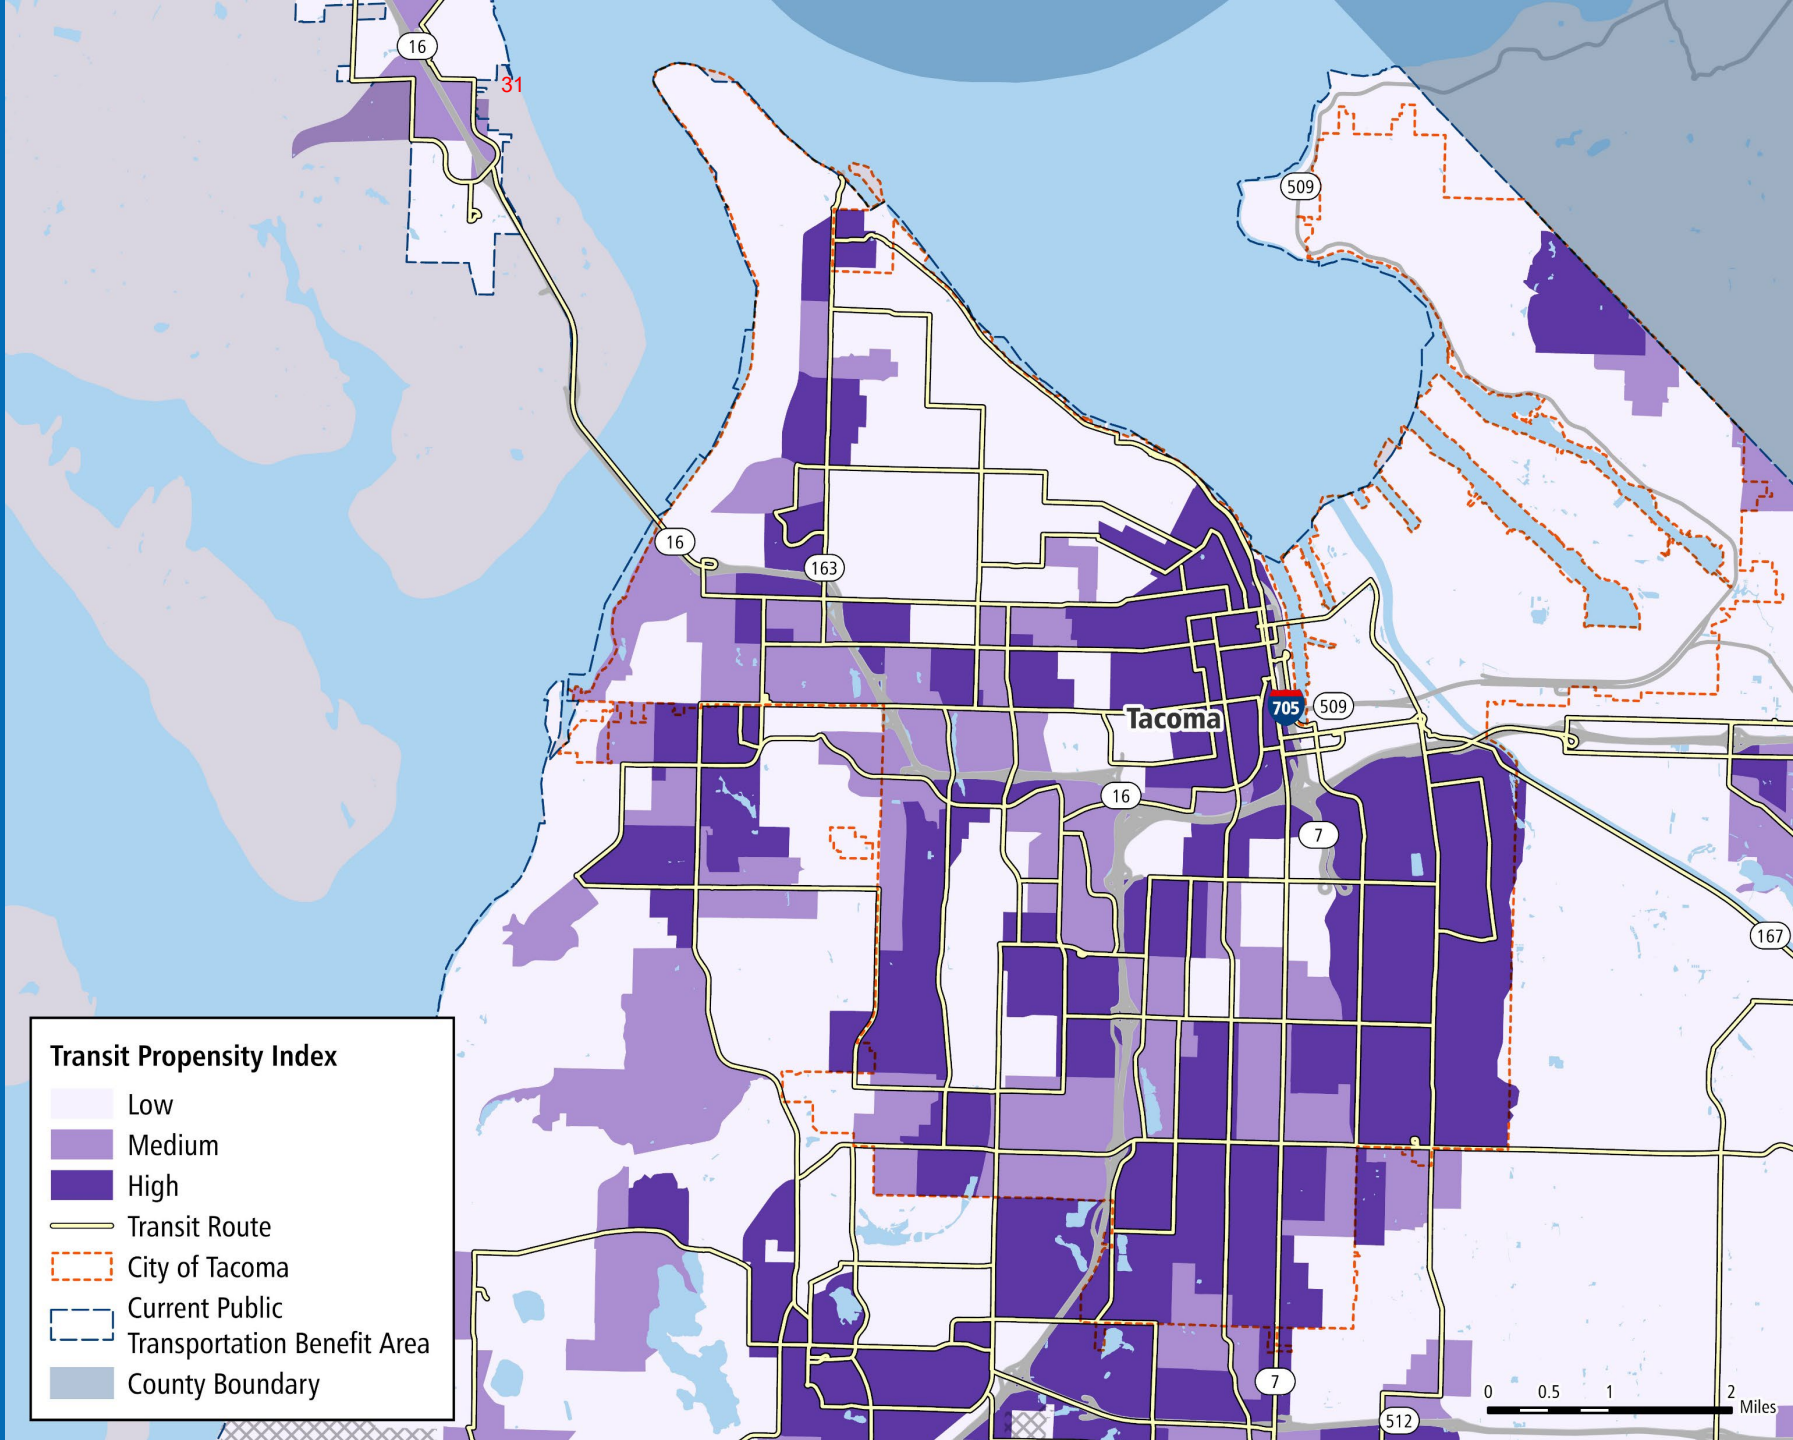 16
31
509
16
163
Tacoma
705
509
16
7
167
Transit Propensity Index
Low
Medium
High
Transit Route
City of Tacoma
Current Public
Transportation Benefit Area
County Boundary
7
512
0 0.5 1 2
Miles